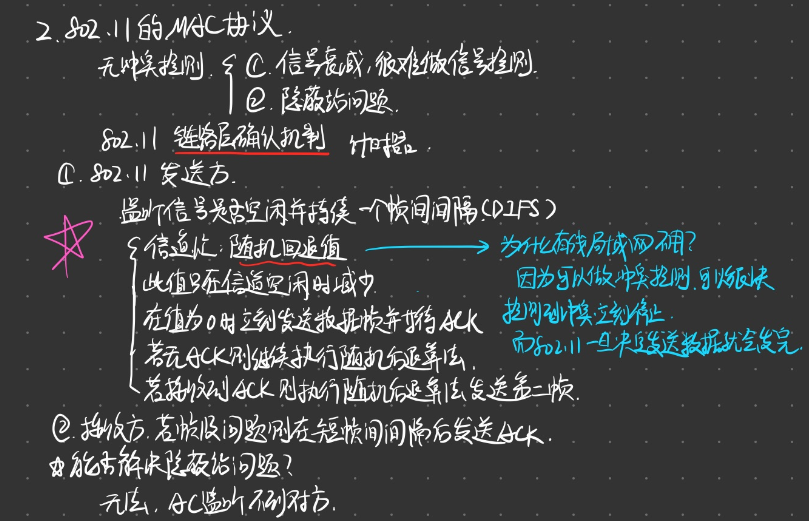 2. 802.11的MAC协议.
无冲突检测. { ①. 信号衰减, 很难做信号检测.
②. 隐蔽站问题.
802.11 链路层确认机制
①. 802.11 发送方.
监听信号是否空闲并持续一个帧间间隔(DIFS)
信道忙: 随机回退值 → 为什么有线局域网不用?
此值只在信道空闲时减少. 因为可以做冲突检测, 可以很快
在值为0时立刻发送数据帧并等待ACK 检测到冲突立刻停止.
若无ACK则继续执行随机后退算法. 而802.11一旦决定发送数据就会发完.
若接收到ACK则执行随机后退算法发送第二帧.
②. 接收方. 若帧没问题则在短帧间间隔后发送ACK.
☆能否解决隐蔽站问题?
无法. AC监听不到对方.